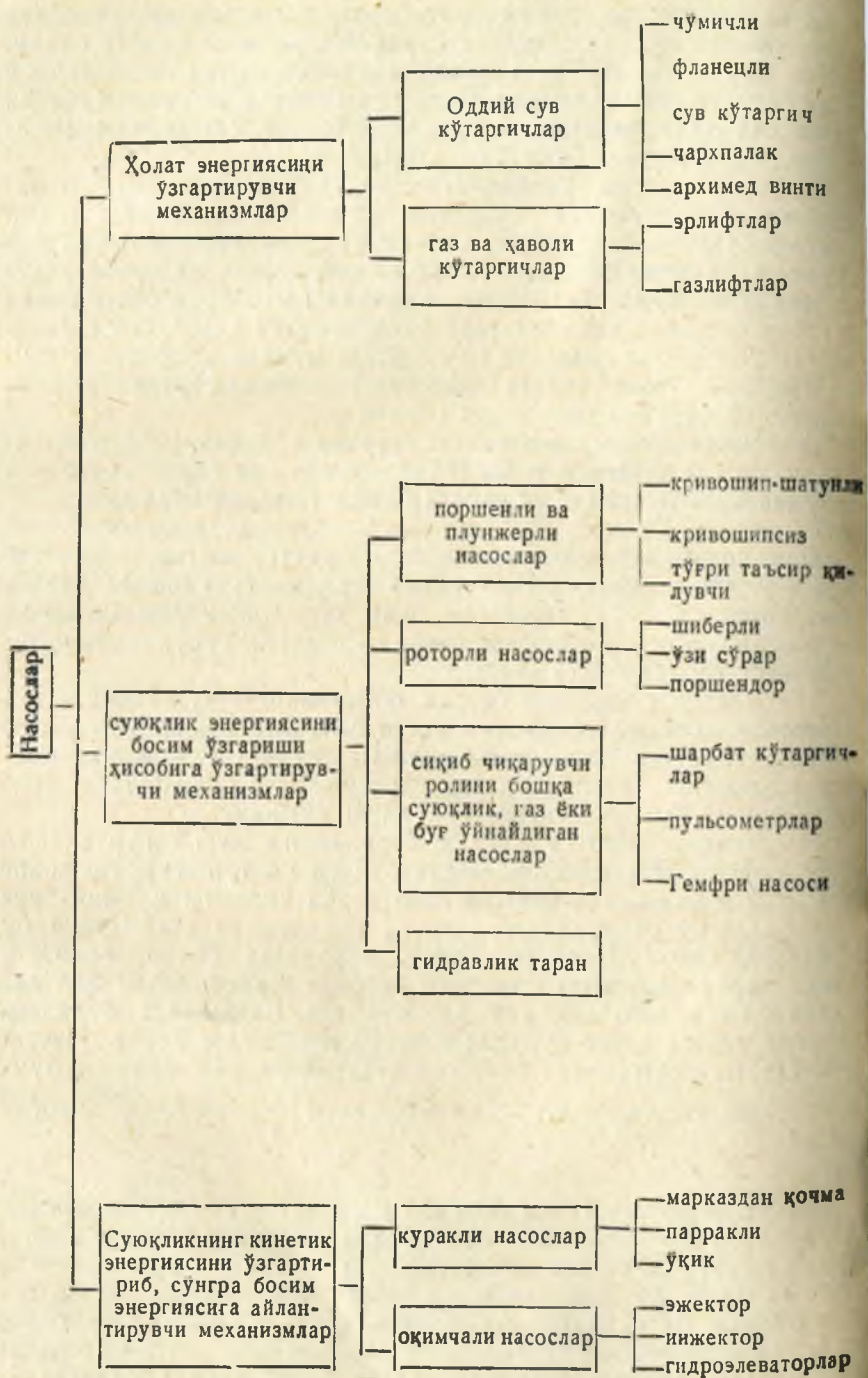 Насослар
Ҳолат энергиясини
ўзгартирувчи
механизмлар
Оддий сув
кўтаргичлар
чўмичли
фланецли
сув кўтаргич
чархпалак
архимед винти
газ ва ҳаволи
кўтаргичлар
эрлифтлар
газлифтлар
суюқлик энергиясини
босим ўзгариши
ҳисобига ўзгартирув-
чи механизмлар
поршенли ва
плунжерли
насослар
кривошип-шатунли
кривошипсиз
тўғри таъсир қи-
лувчи
роторли насослар
шиберли
ўзи сўрар
поршендор
сиқиб чиқарувчи
ролини бошқа
суюқлик, газ ёки
буғ ўйнайдиган
насослар
шарбат кўтаргич-
лар
пульсометрлар
Гемфри насоси
гидравлик таран
Суюқликнинг кинетик
энергиясини ўзгарти-
риб, сунгра босим
энергиясига айлан-
тирувчи механизмлар
куракли насослар
марказдан қочма
парракли
ўқик
оқимчали насослар
эжектор
инжектор
гидроэлеваторлар